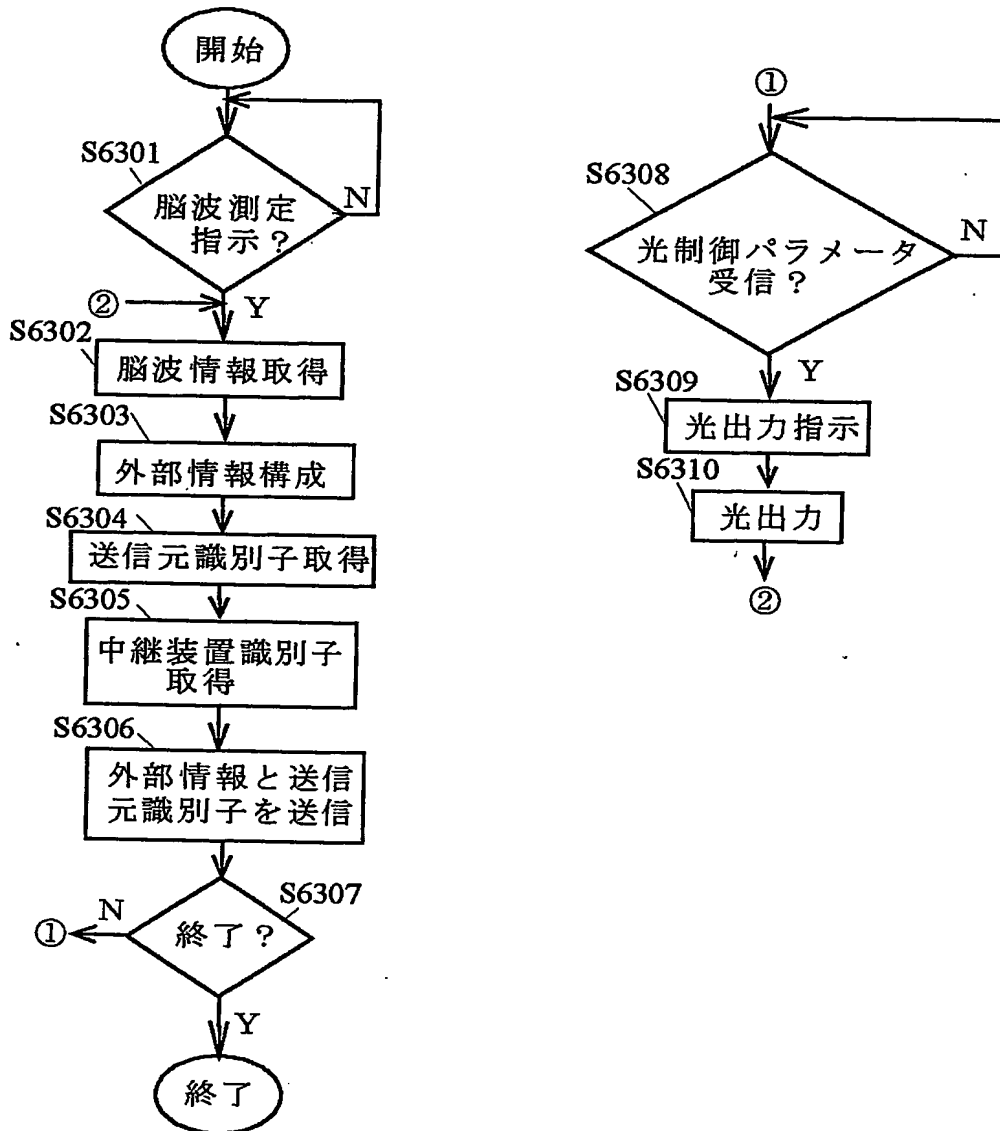 開始
S6301
脳波測定
指示？
N
②
Y
S6302
脳波情報取得
S6303
外部情報構成
S6304
送信元識別子取得
S6305
中継装置識別子
取得
S6306
外部情報と送信
元識別子を送信
S6307
N
①
終了？
Y
終了
①
S6308
光制御パラメータ
受信？
N
Y
S6309
光出力指示
S6310
光出力
②